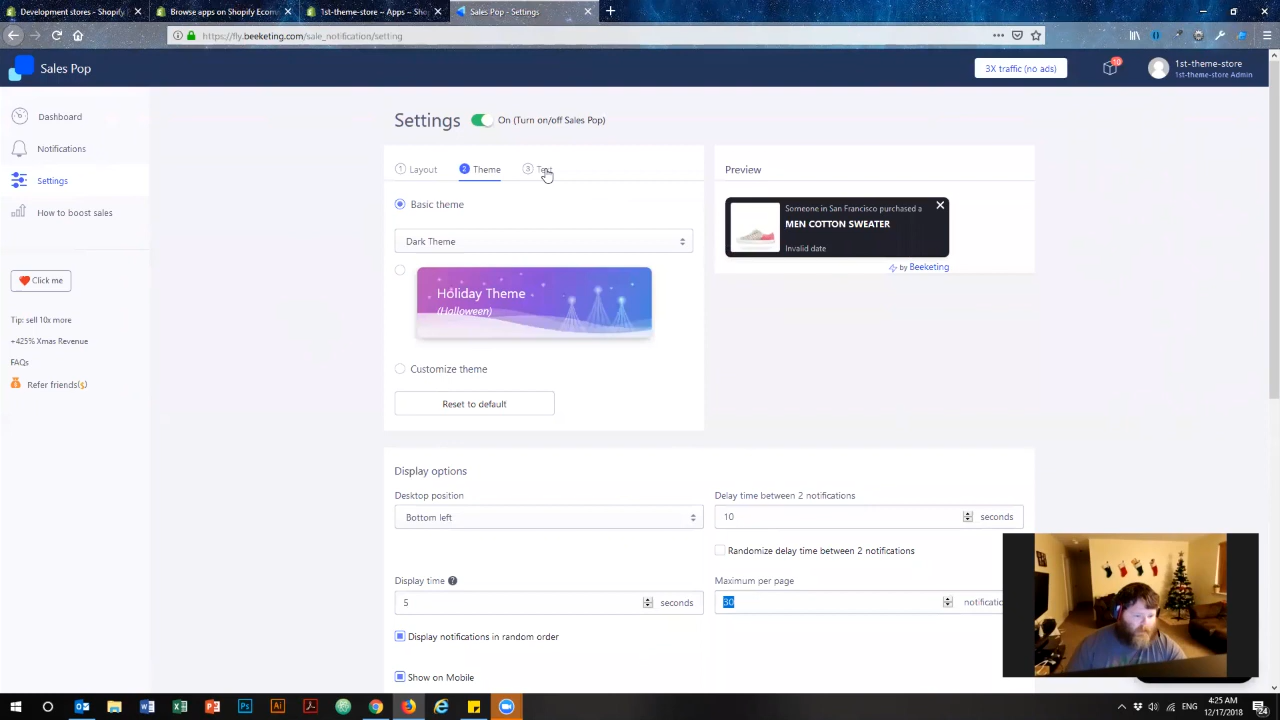 Development stores - Shopify
Browse apps on Shopify Ecom
1st-theme-store ~ Apps ~ Sho
Sales Pop - Settings
https://fly.beeketing.com/sale_notification/setting
Sales Pop
3X traffic (no ads)
10
1st-theme-store
1st-theme-store Admin
Dashboard
Notifications
Settings
How to boost sales
Click me
Tip: sell 10x more
+425% Xmas Revenue
FAQs
Refer friends($)
Settings
On (Turn on/off Sales Pop)
1 Layout
2 Theme
3 Text
Basic theme
Dark Theme
Holiday Theme
(Halloween)
Customize theme
Reset to default
Preview
Someone in San Francisco purchased a
MEN COTTON SWEATER
Invalid date
by Beeketing
Display options
Desktop position
Bottom left
Delay time between 2 notifications
10 seconds
Randomize delay time between 2 notifications
Display time ?
5 seconds
Maximum per page
30 notificatio
Display notifications in random order
Show on Mobile
ENG
4:25 AM
12/17/2018
24